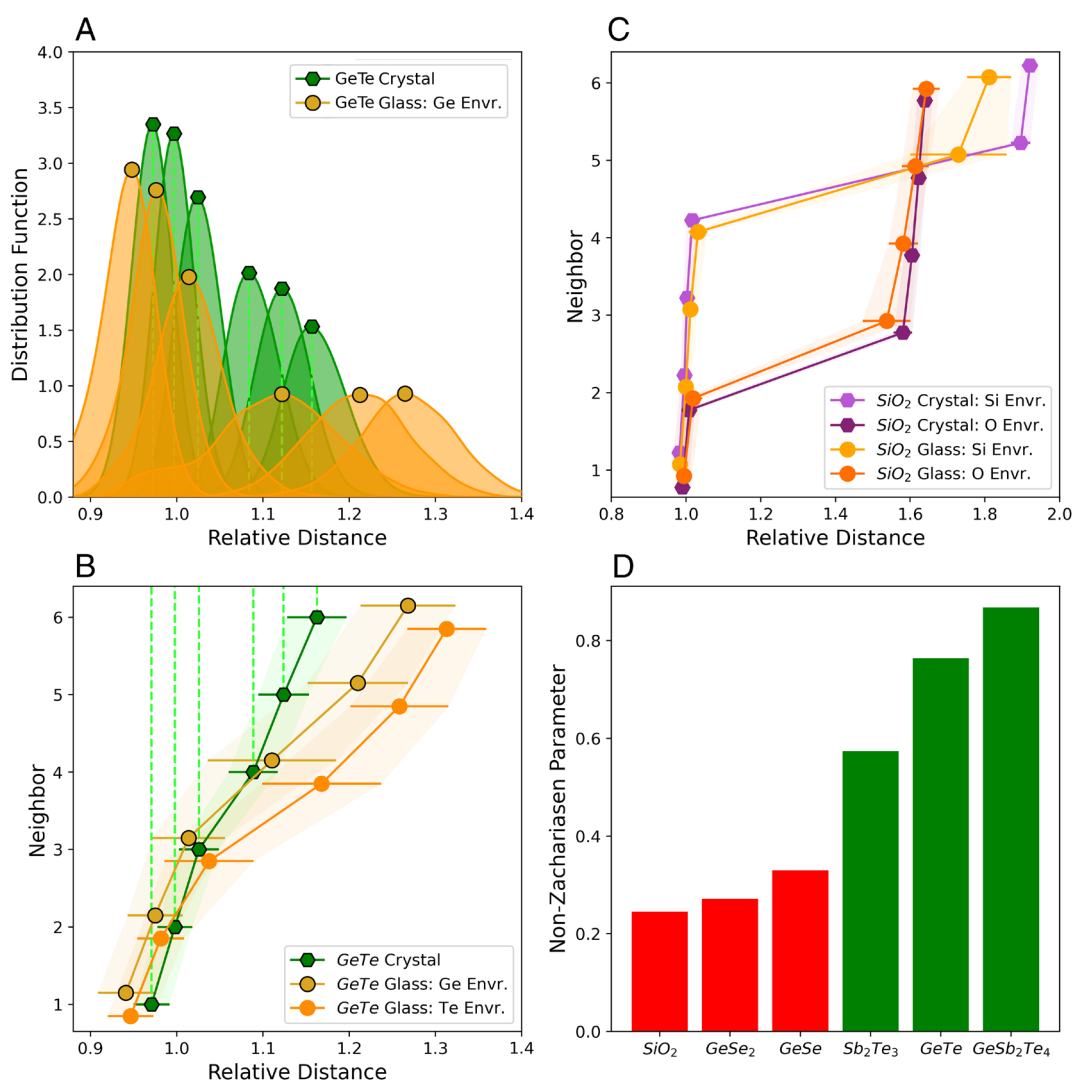 A
4.0
3.5
3.0
2.5
2.0
1.5
1.0
0.5
0.0
Distribution Function
GeTe Crystal
GeTe Glass: Ge Envr.
0.9 1.0 1.1 1.2 1.3 1.4
Relative Distance
C
6
5
4
3
2
1
Neighbor
SiO₂ Crystal: Si Envr.
SiO₂ Crystal: O Envr.
SiO₂ Glass: Si Envr.
SiO₂ Glass: O Envr.
0.8 1.0 1.2 1.4 1.6 1.8 2.0
Relative Distance
B
6
5
4
3
2
1
Neighbor
GeTe Crystal
GeTe Glass: Ge Envr.
GeTe Glass: Te Envr.
0.9 1.0 1.1 1.2 1.3 1.4
Relative Distance
D
0.8
0.6
0.4
0.2
0.0
Non-Zachariasen Parameter
SiO₂ GeSe₂ GeSe Sb₂Te₃ GeTe GeSb₂Te₄